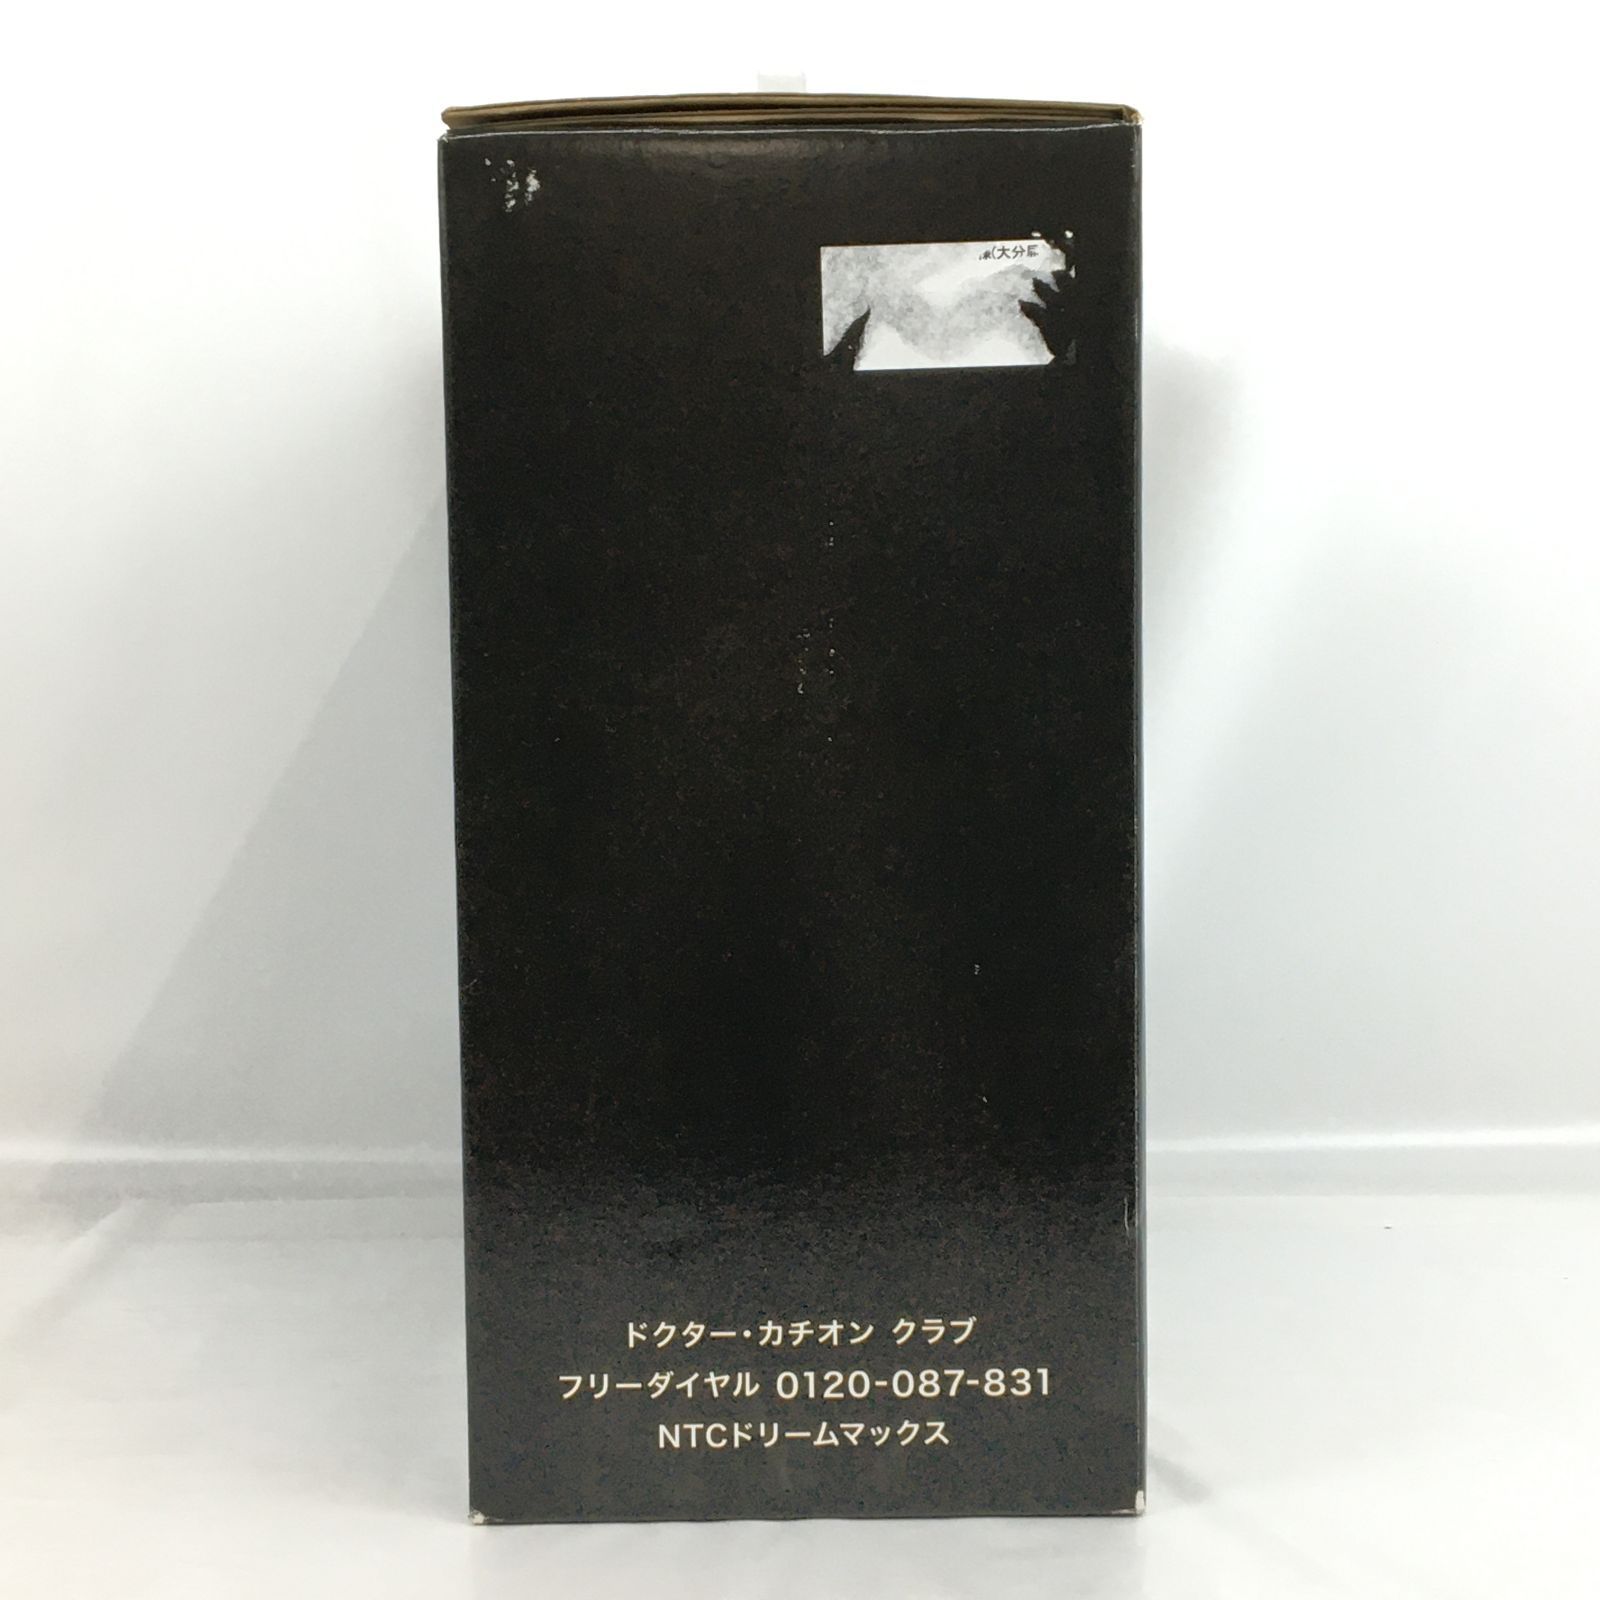 (大分
ドクター・カチオン クラブ
フリーダイヤル 0120-087-831
NTCドリームマックス